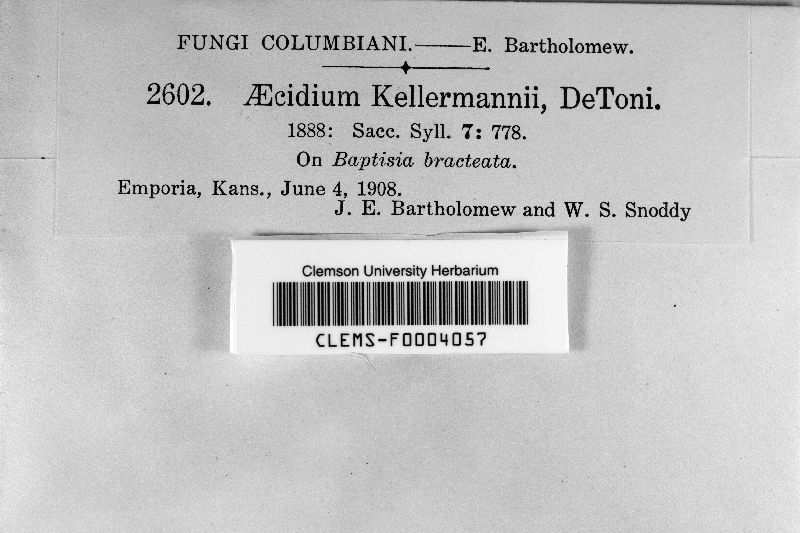 FUNGI COLUMBIANI.——E. Bartholomew.
2602. Æcidium Kellermannii, DeToni.
1888: Sacc. Syll. 7: 778.
On Baptisia bracteata.
Emporia, Kans., June 4, 1908.
J. E. Bartholomew and W. S. Snoddy
Clemson University Herbarium
CLEMS-F0004057